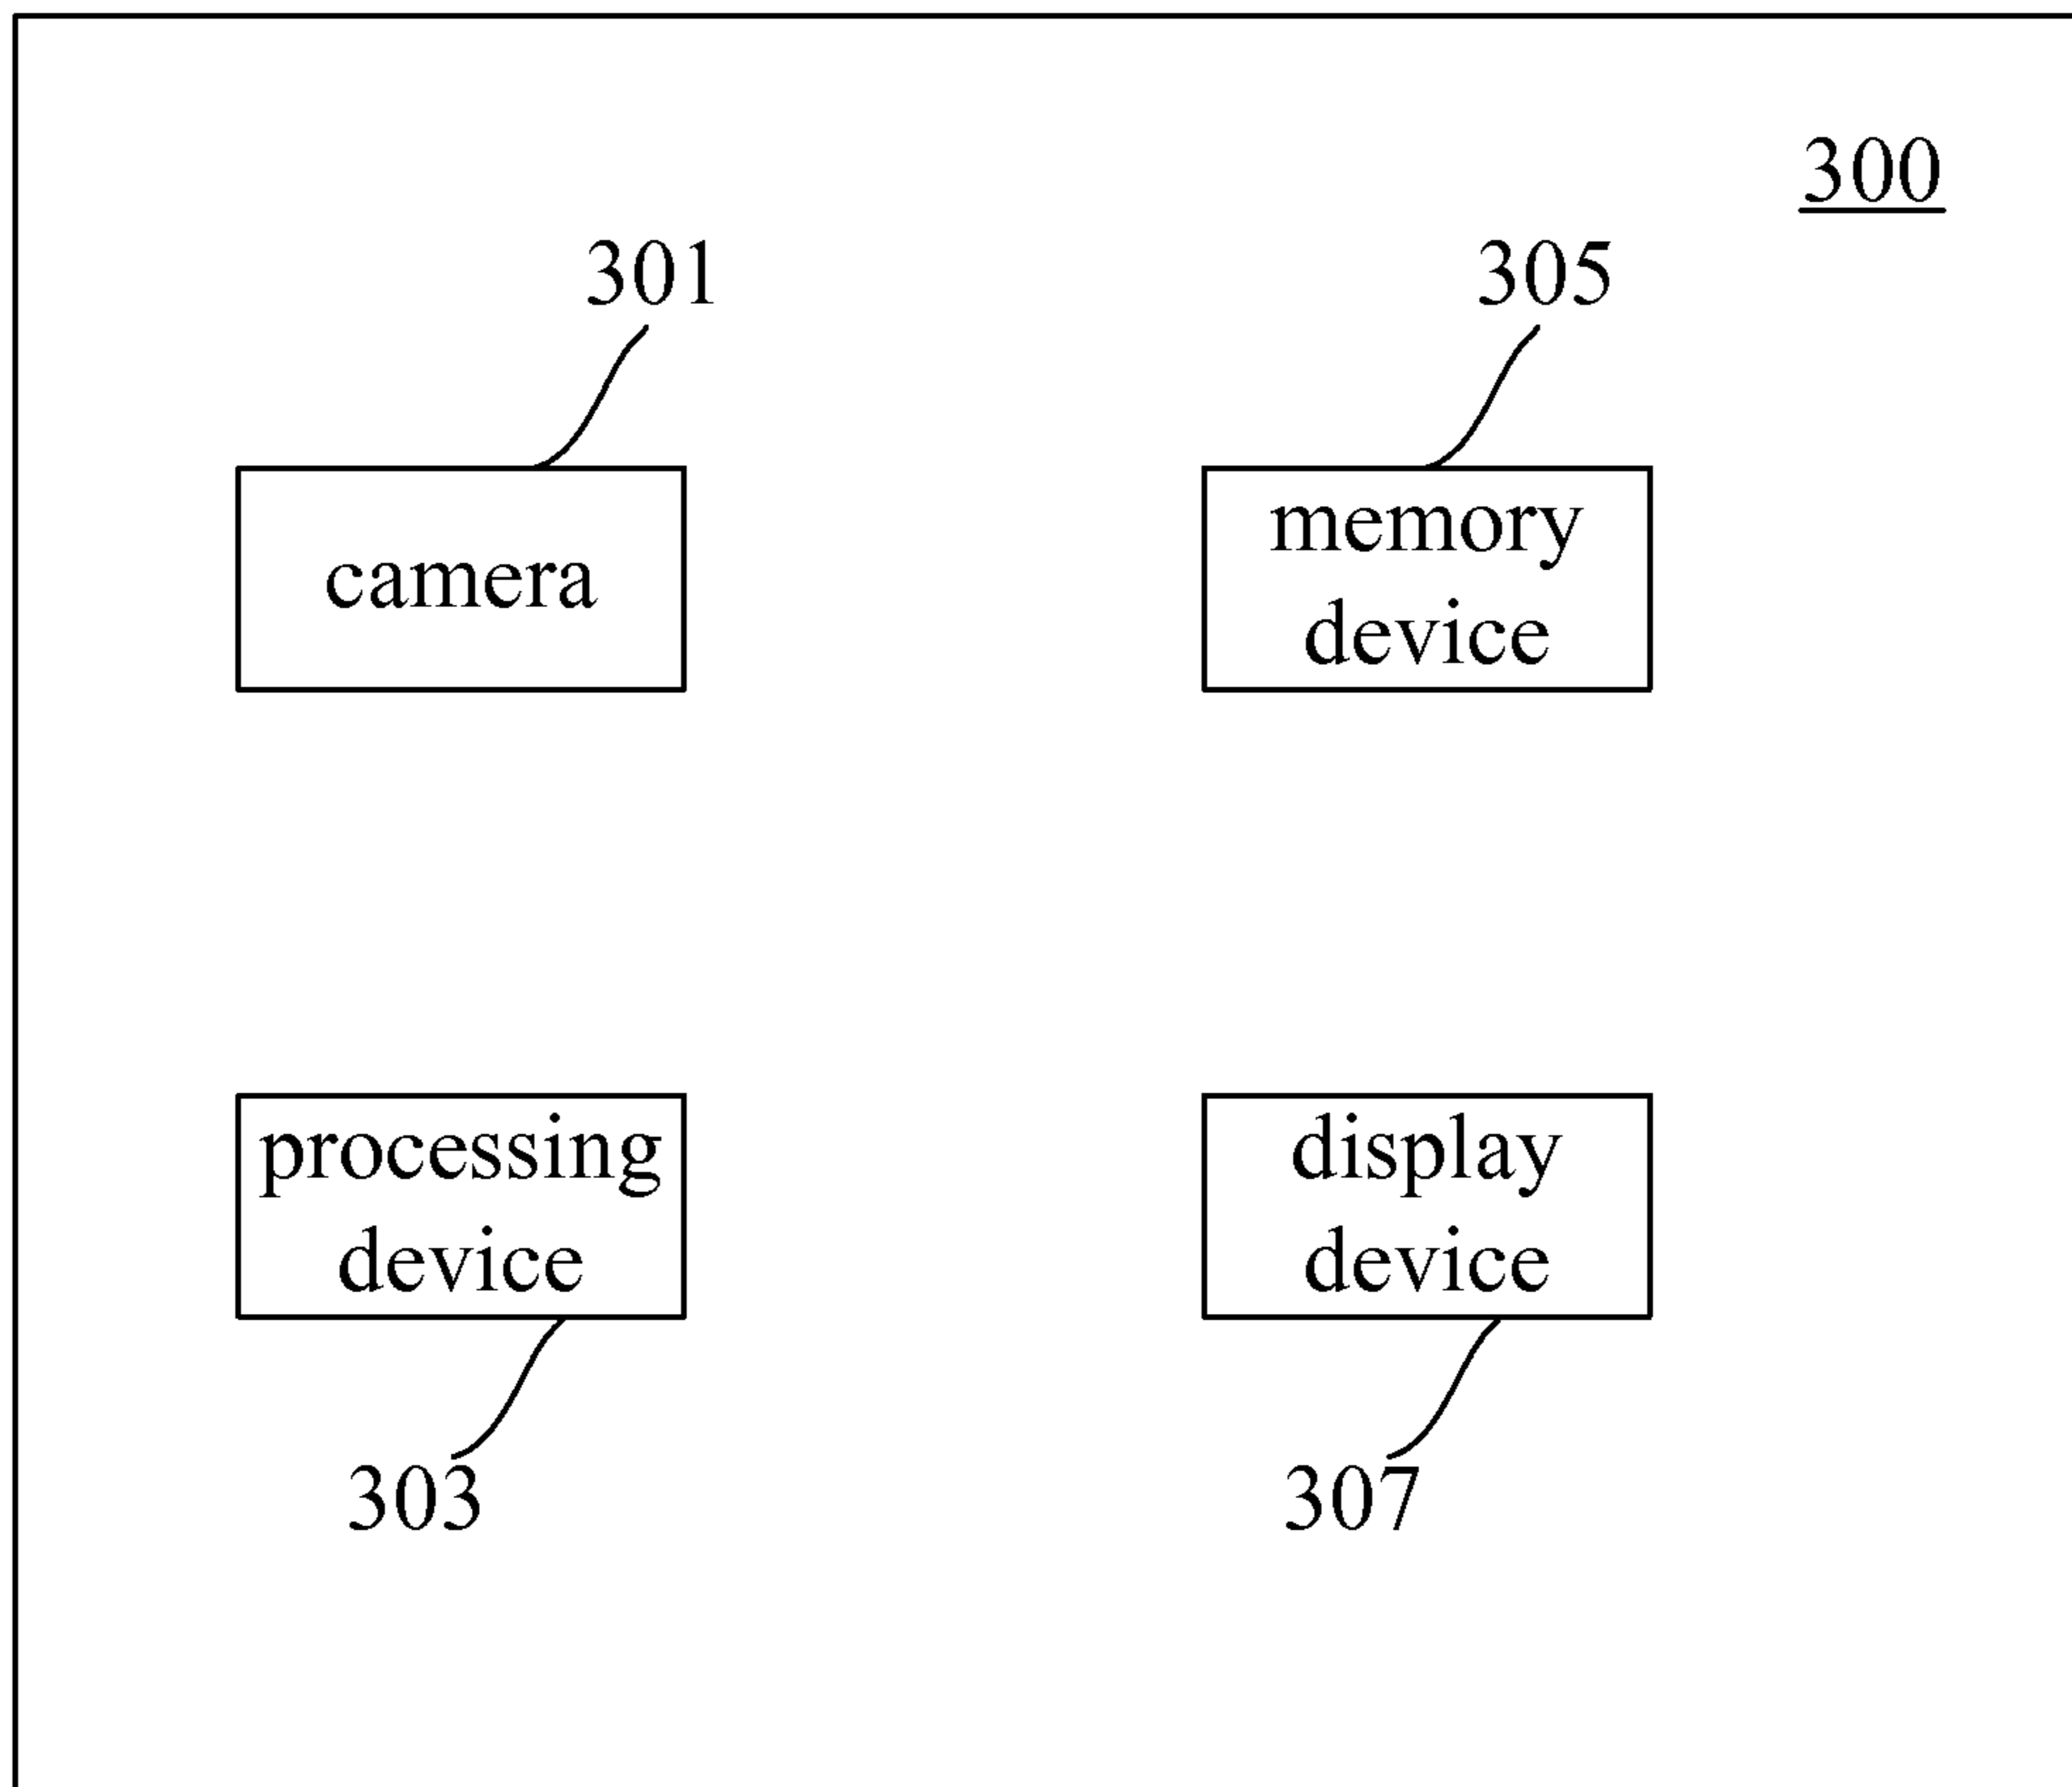 300
301
305
camera
memory
device
processing
device
display
device
303
307